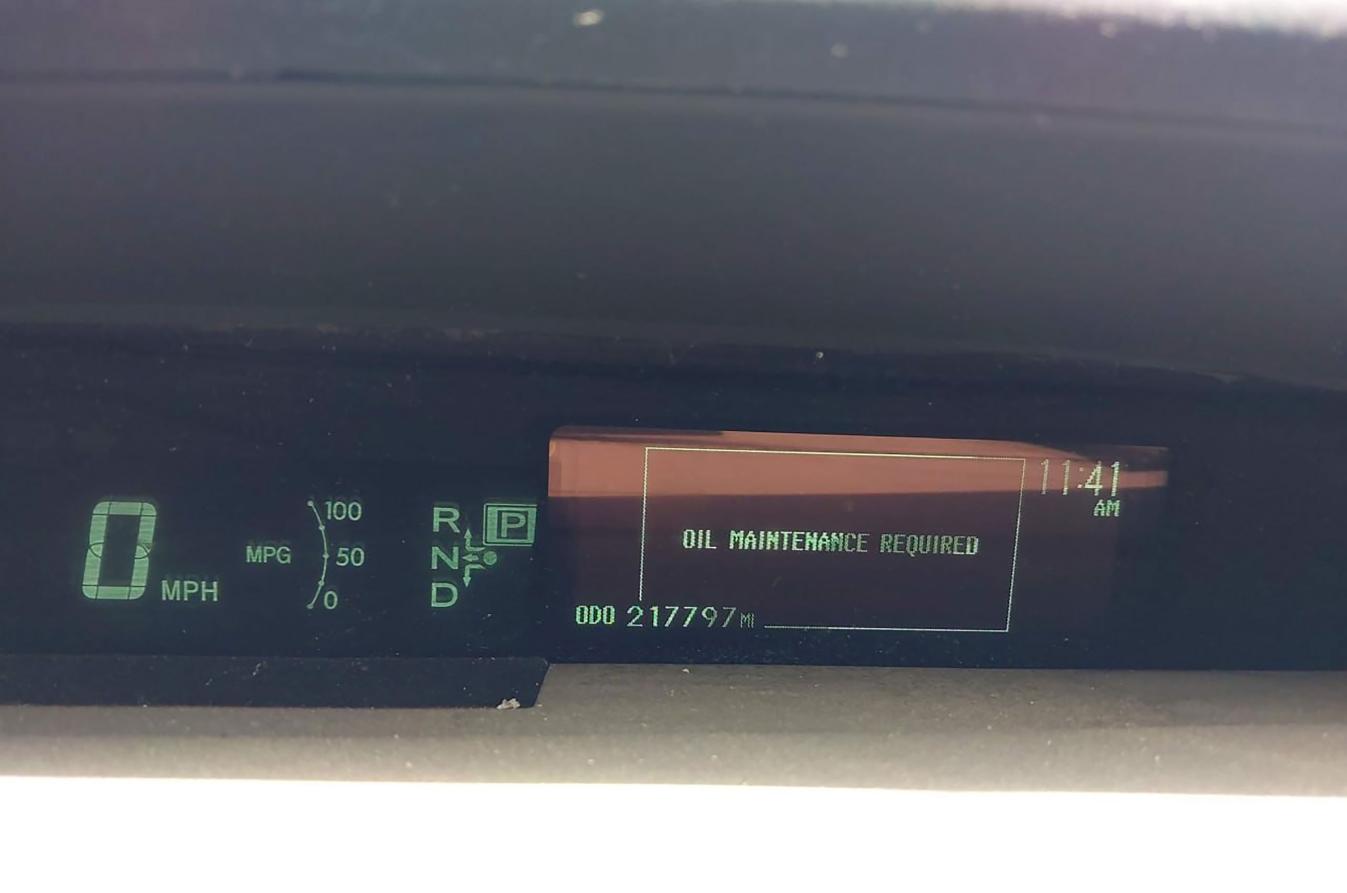 0 MPH
MPG
100
50
0
R P
N
D
11:41
AM
OIL MAINTENANCE REQUIRED
ODO 217797 MI